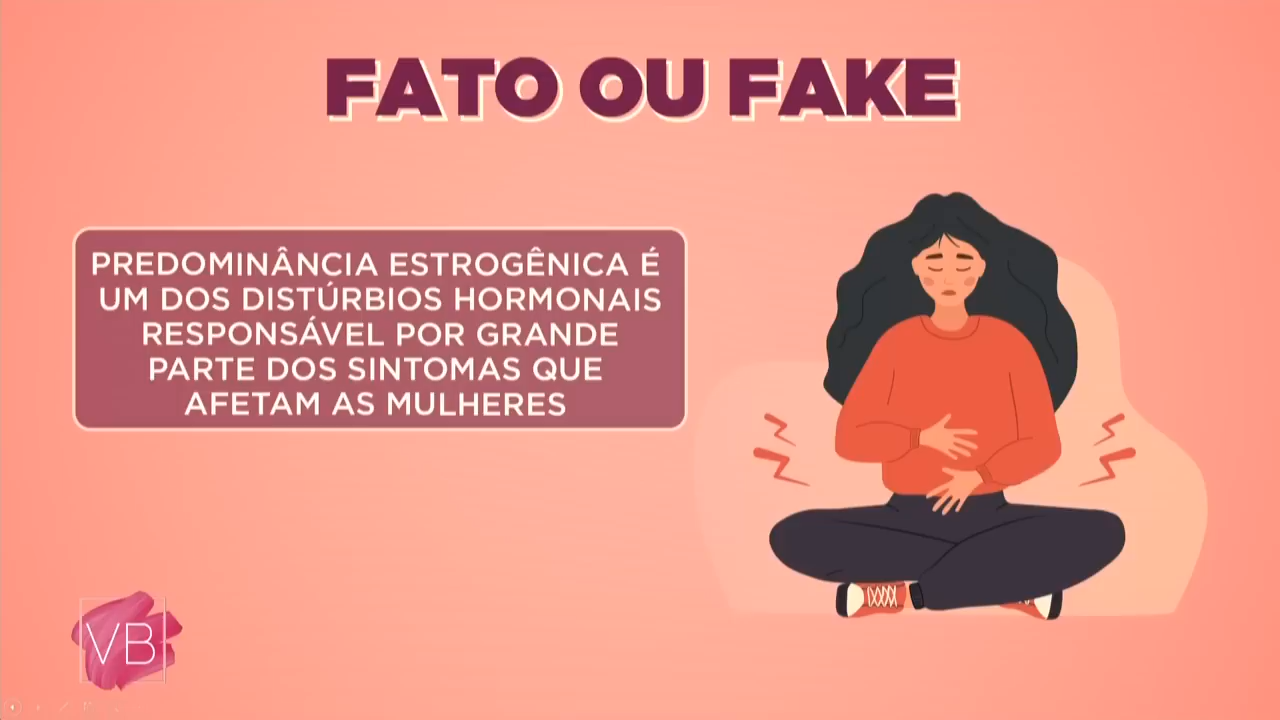 FATO OU FAKE
PREDOMINÂNCIA ESTROGÊNICA É
UM DOS DISTÚRBIOS HORMONAIS
RESPONSÁVEL POR GRANDE
PARTE DOS SINTOMAS QUE
AFETAM AS MULHERES
VB